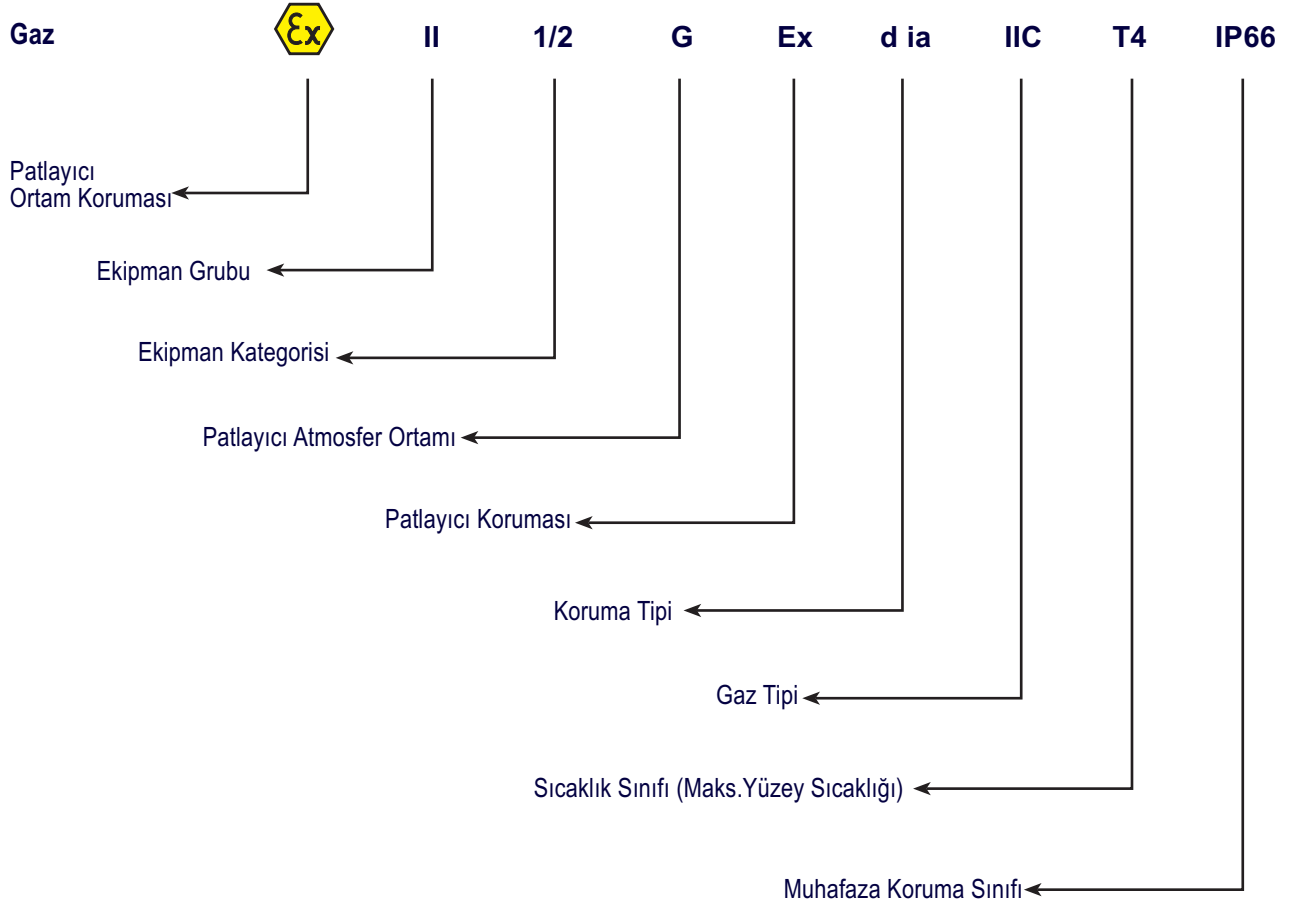 Gaz Ex II 1/2 G Ex d ia IIC T4 IP66
Patlayıcı
Ortam Koruması
Ekipman Grubu
Ekipman Kategorisi
Patlayıcı Atmosfer Ortamı
Patlayıcı Koruması
Koruma Tipi
Gaz Tipi
Sıcaklık Sınıfı (Maks.Yüzey Sıcaklığı)
Muhafaza Koruma Sınıfı